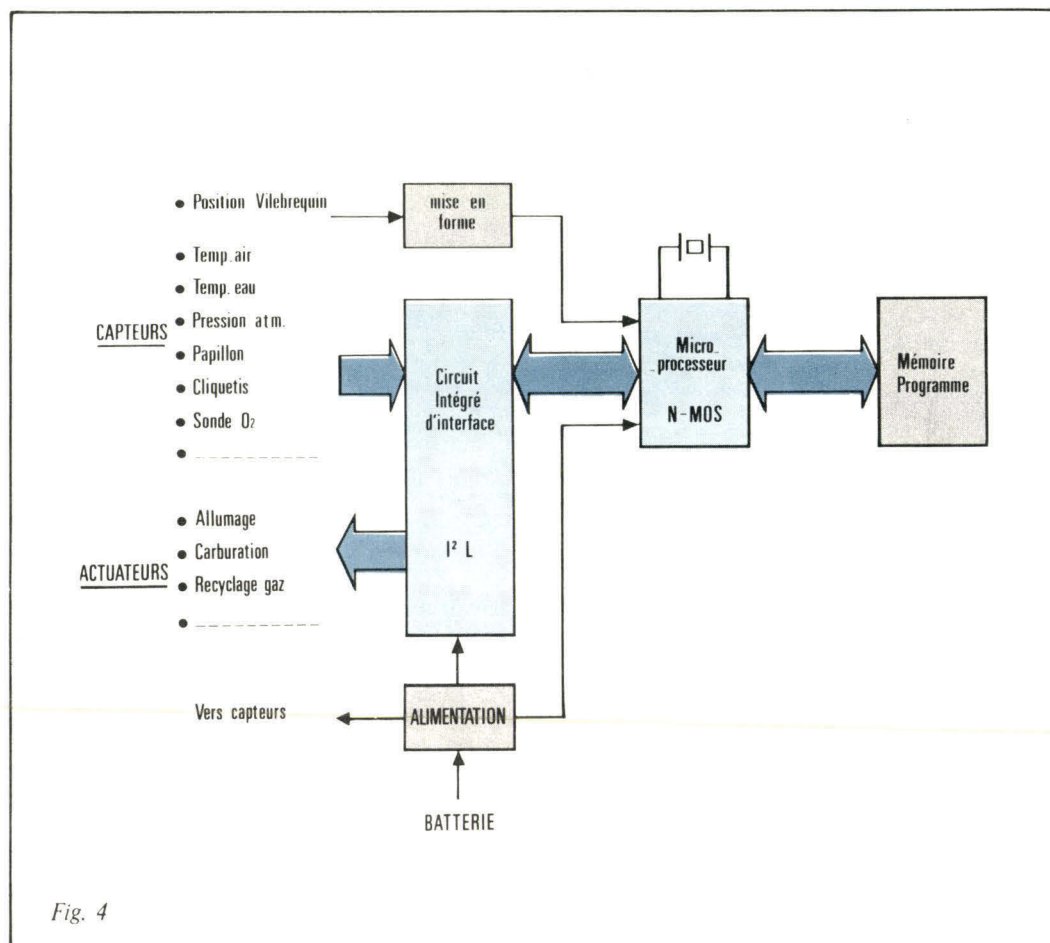 • Position Vilebrequin
mise en
forme
• Temp. air
• Temp. eau
• Pression atm.
CAPTEURS
• Papillon
• Cliquetis
• Sonde O₂
• _ _ _ _ _ _ _ _ _ _
Circuit
Intégré
d'interface
I² L
Micro_
processeur
N-MOS
Mémoire
Programme
• Allumage
• Carburation
ACTUATEURS
• Recyclage gaz
• _ _ _ _ _ _ _ _ _ _
Vers capteurs
ALIMENTATION
BATTERIE
Fig. 4